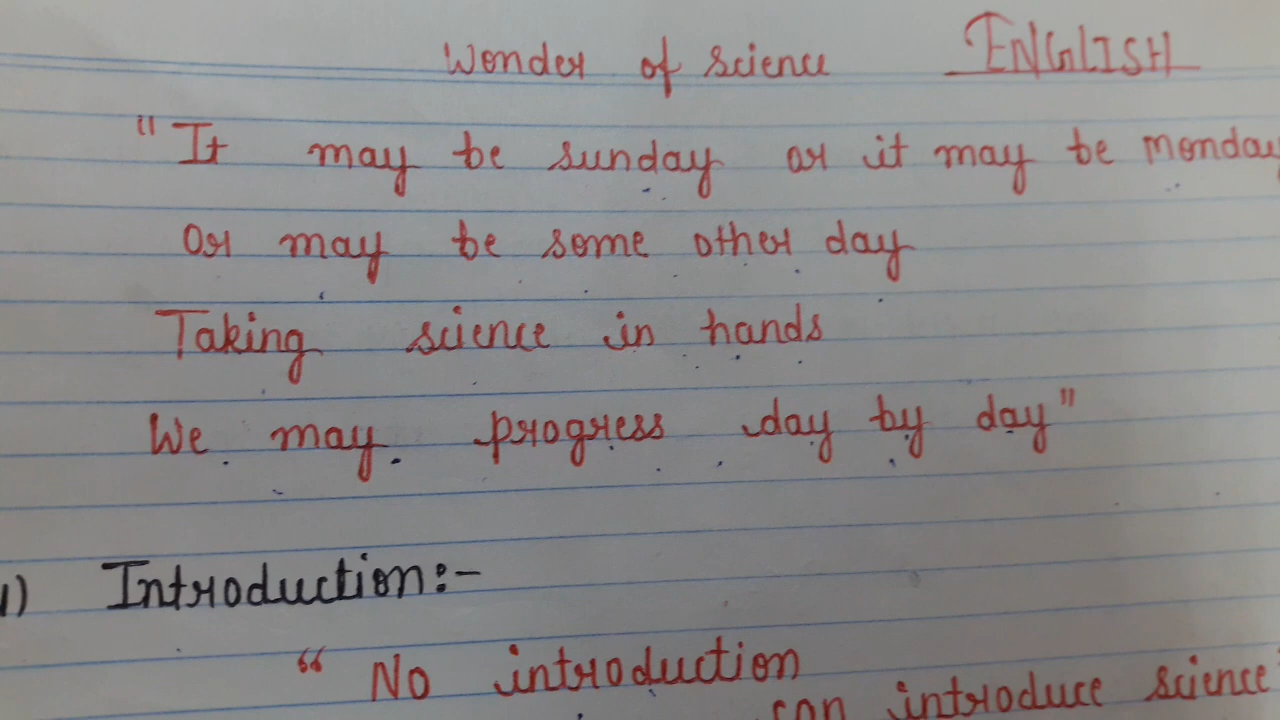 Wonder of science ENGLISH
"It may be sunday or it may be monday
Or may be some other day
Taking science in hands
We may progress day by day"
1) Introduction:-
"No introduction
can introduce science"